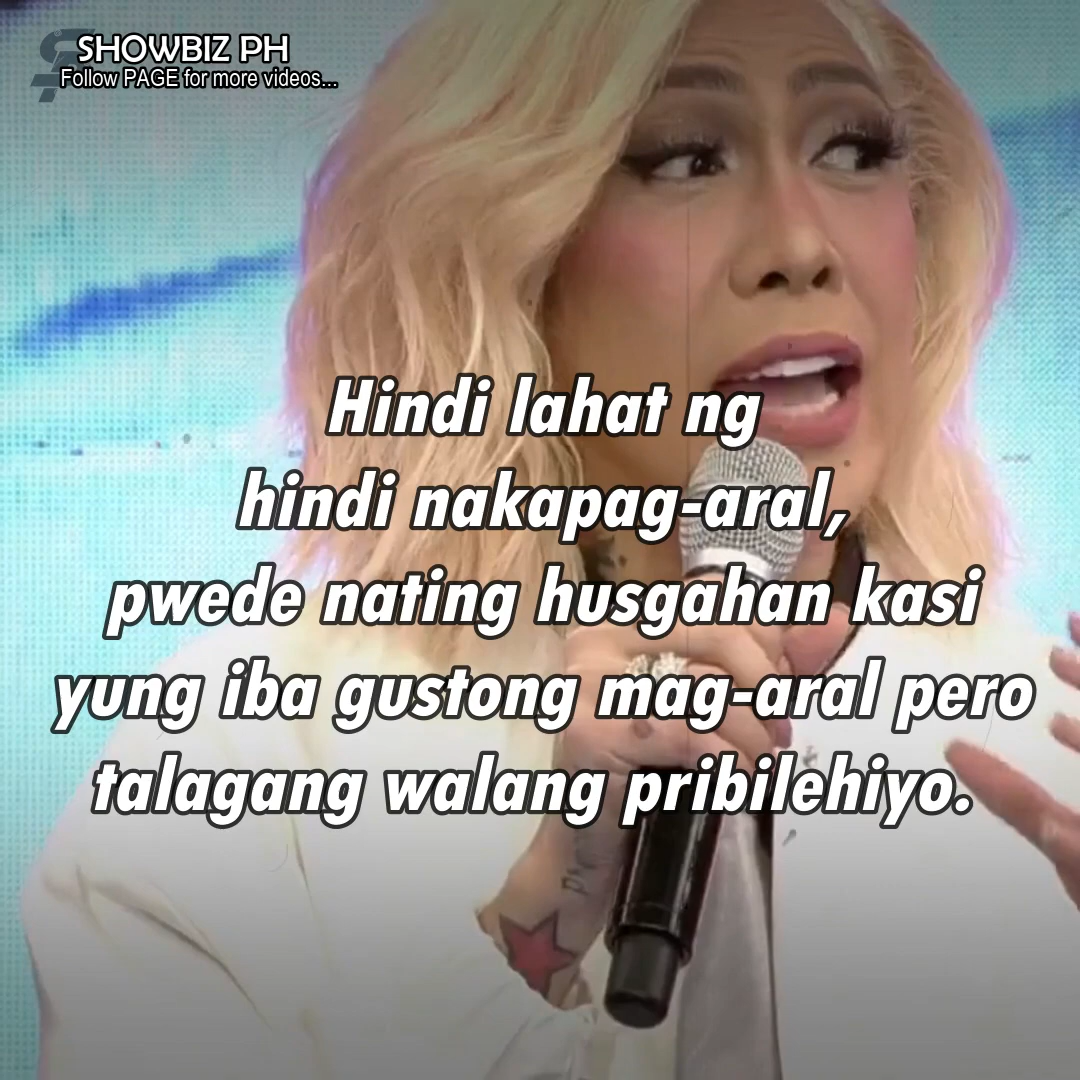 SHOWBIZ PH
Follow PAGE for more videos...
Hindi lahat ng
hindi nakapag-aral,
pwede nating husgahan kasi
yung iba gustong mag-aral pero
talagang walang pribilehiyo.